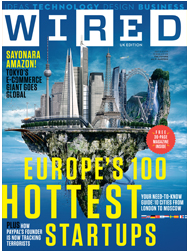 IDEAS TECHNOLOGY DESIGN BUSINESS
WIRED
UK EDITION
SAYONARA
AMAZON!
TOKYO'S
E-COMMERCE
GIANT GOES
GLOBAL
FREE
EUROPE'S 100
HOTTEST
STARTUPS
YOUR NEED-TO-KNOW
GUIDE TO CITIES FROM
LONDON TO MOSCOW
PLUS HOW
PAYPAL'S FOUNDER
IS NOW TRACKING
TERRORISTS